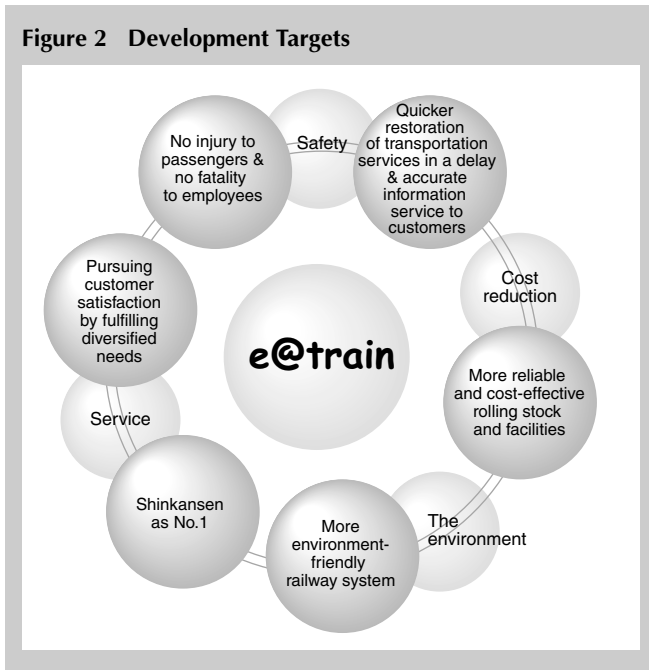 Figure 2 Development Targets
No injury to
passengers &
no fatality
to employees
Safety
Quicker
restoration
of transportation
services in a delay
& accurate
information
service to
customers
Pursuing
customer
satisfaction
by fulfilling
diversified
needs
Cost
reduction
e@train
More reliable
and cost-effective
rolling stock
and facilities
Service
Shinkansen
as No.1
More
environment-
friendly
railway system
The
environment